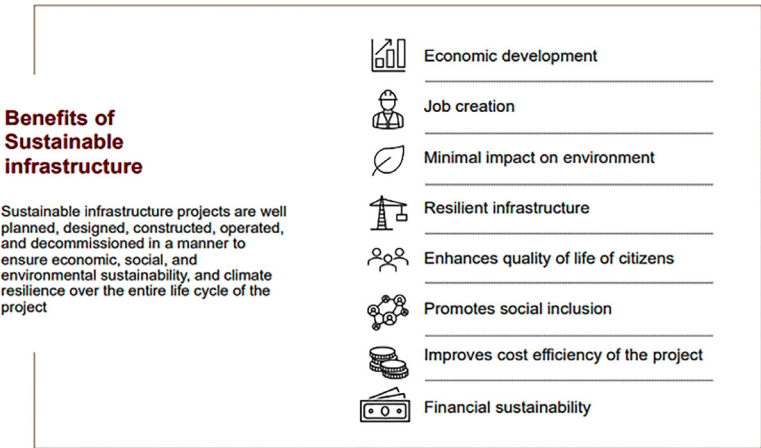 Benefits of
Sustainable
infrastructure
Sustainable infrastructure projects are well
planned, designed, constructed, operated,
and decommissioned in a manner to
ensure economic, social, and
environmental sustainability, and climate
resilience over the entire life cycle of the
project
Economic development
Job creation
Minimal impact on environment
Resilient infrastructure
Enhances quality of life of citizens
Promotes social inclusion
Improves cost efficiency of the project
Financial sustainability